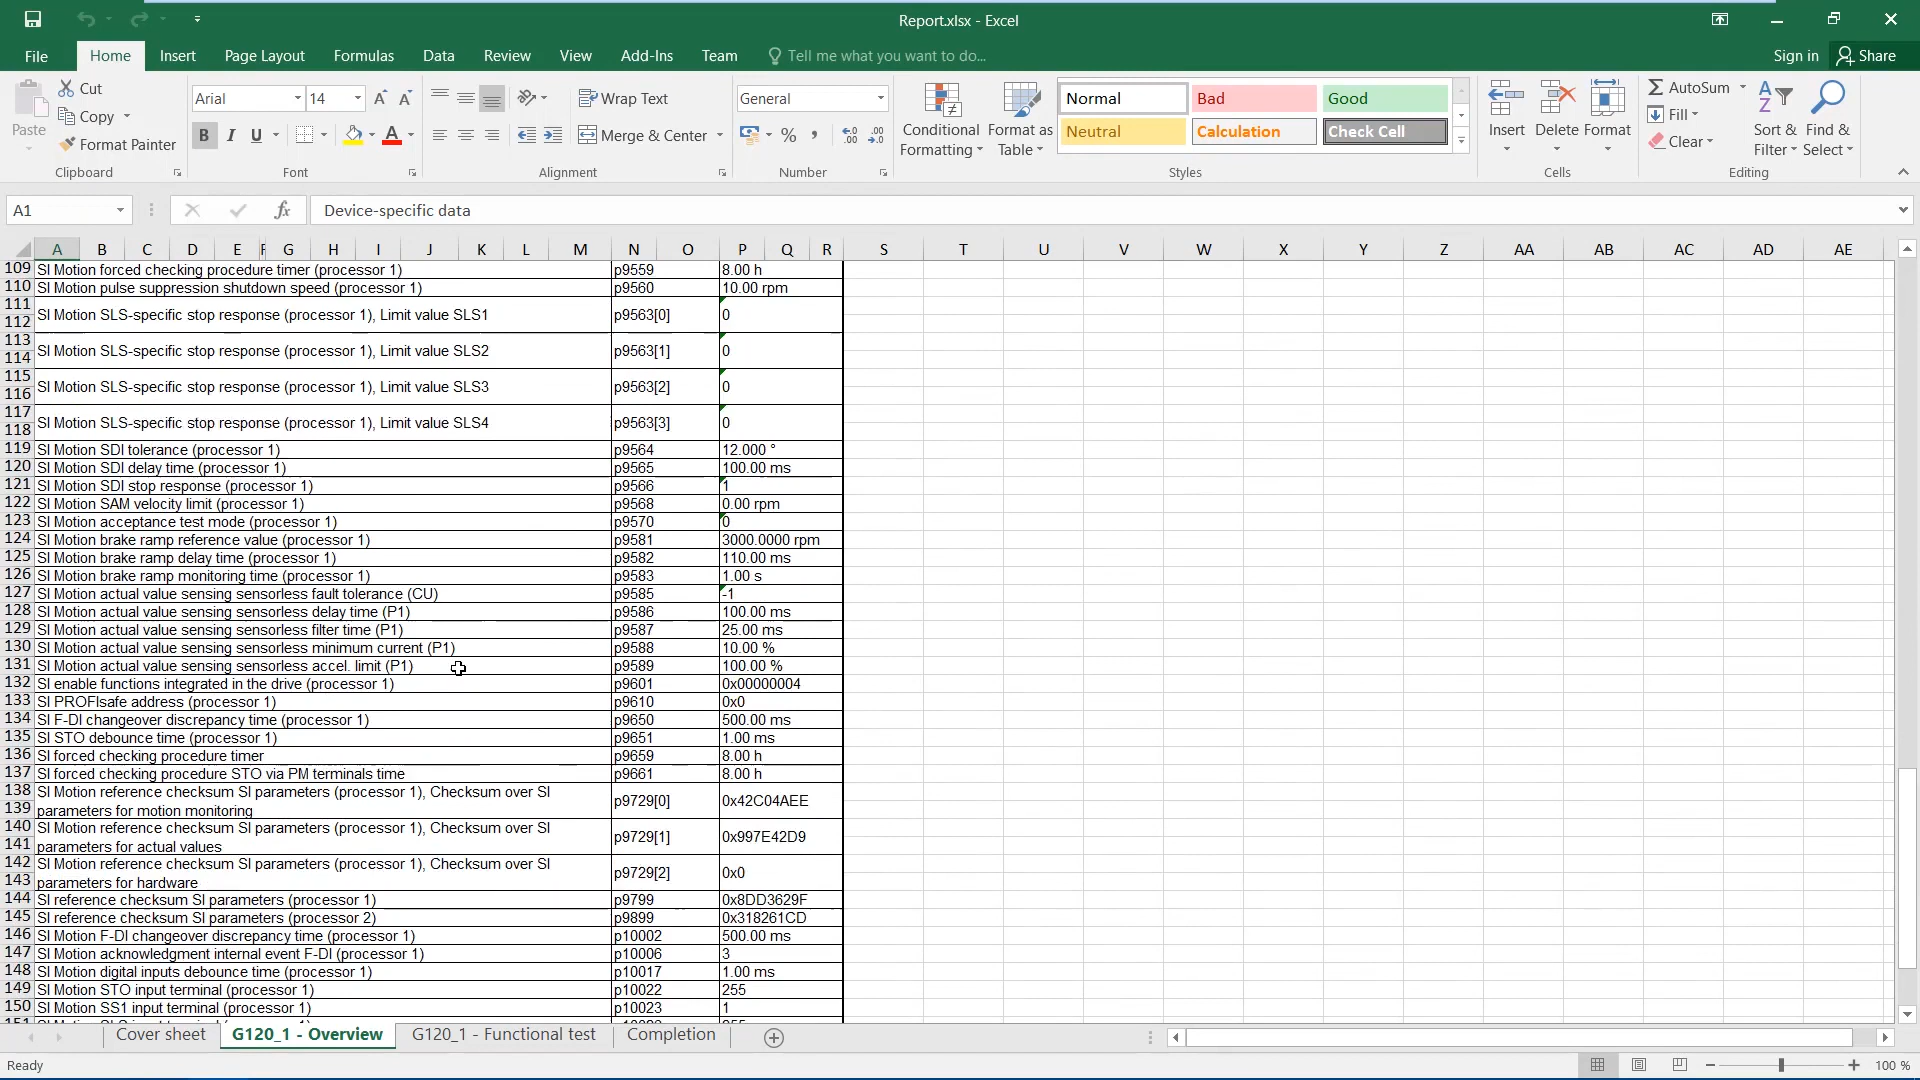 Report.xlsx - Excel
File Home Insert Page Layout Formulas Data Review View Add-Ins Team Tell me what you want to do... Sign in Share
Paste
Cut
Copy
Format Painter
Clipboard
Arial 14
B I U
Font
Wrap Text
Merge & Center
Alignment
General
%
Number
Conditional Formatting
Format as Table
Normal Bad Good
Neutral Calculation Check Cell
Styles
Insert Delete Format
Cells
AutoSum
Fill
Clear
Sort & Filter
Find & Select
Editing
A1 fx Device-specific data
A B C D E F G H I J K L M N O P Q R S T U V W X Y Z AA AB AC AD AE
109 SI Motion forced checking procedure timer (processor 1) p9559 8.00 h
110 SI Motion pulse suppression shutdown speed (processor 1) p9560 10.00 rpm
111
112 SI Motion SLS-specific stop response (processor 1), Limit value SLS1 p9563[0] 0
113
114 SI Motion SLS-specific stop response (processor 1), Limit value SLS2 p9563[1] 0
115
116 SI Motion SLS-specific stop response (processor 1), Limit value SLS3 p9563[2] 0
117
118 SI Motion SLS-specific stop response (processor 1), Limit value SLS4 p9563[3] 0
119 SI Motion SDI tolerance (processor 1) p9564 12.000 °
120 SI Motion SDI delay time (processor 1) p9565 100.00 ms
121 SI Motion SDI stop response (processor 1) p9566 1
122 SI Motion SAM velocity limit (processor 1) p9568 0.00 rpm
123 SI Motion acceptance test mode (processor 1) p9570 0
124 SI Motion brake ramp reference value (processor 1) p9581 3000.0000 rpm
125 SI Motion brake ramp delay time (processor 1) p9582 110.00 ms
126 SI Motion brake ramp monitoring time (processor 1) p9583 1.00 s
127 SI Motion actual value sensing sensorless fault tolerance (CU) p9585 -1
128 SI Motion actual value sensing sensorless delay time (P1) p9586 100.00 ms
129 SI Motion actual value sensing sensorless filter time (P1) p9587 25.00 ms
130 SI Motion actual value sensing sensorless minimum current (P1) p9588 10.00 %
131 SI Motion actual value sensing sensorless accel. limit (P1) p9589 100.00 %
132 SI enable functions integrated in the drive (processor 1) p9601 0x00000004
133 SI PROFIsafe address (processor 1) p9610 0x0
134 SI F-DI changeover discrepancy time (processor 1) p9650 500.00 ms
135 SI STO debounce time (processor 1) p9651 1.00 ms
136 SI forced checking procedure timer p9659 8.00 h
137 SI forced checking procedure STO via PM terminals time p9661 8.00 h
138 SI Motion reference checksum SI parameters (processor 1), Checksum over SI
139 parameters for motion monitoring p9729[0] 0x42C04AEE
140 SI Motion reference checksum SI parameters (processor 1), Checksum over SI
141 parameters for actual values p9729[1] 0x997E42D9
142 SI Motion reference checksum SI parameters (processor 1), Checksum over SI
143 parameters for hardware p9729[2] 0x0
144 SI reference checksum SI parameters (processor 1) p9799 0x8DD3629F
145 SI reference checksum SI parameters (processor 2) p9899 0x318261CD
146 SI Motion F-DI changeover discrepancy time (processor 1) p10002 500.00 ms
147 SI Motion acknowledgment internal event F-DI (processor 1) p10006 3
148 SI Motion digital inputs debounce time (processor 1) p10017 1.00 ms
149 SI Motion STO input terminal (processor 1) p10022 255
150 SI Motion SS1 input terminal (processor 1) p10023 1
Cover sheet G120_1 - Overview G120_1 - Functional test Completion
Ready 100 %